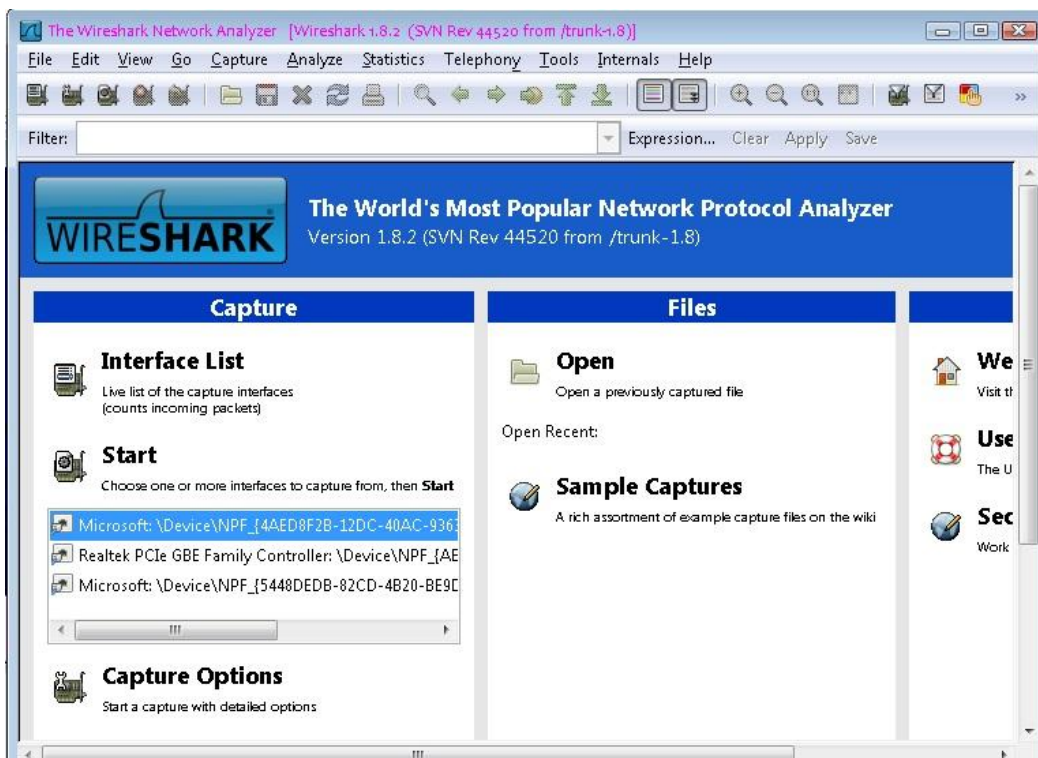 The Wireshark Network Analyzer [Wireshark 1.8.2 (SVN Rev 44520 from /trunk-1.8)]
File Edit View Go Capture Analyze Statistics Telephony Tools Internals Help
Filter: Expression... Clear Apply Save
WIRESHARK
The World's Most Popular Network Protocol Analyzer
Version 1.8.2 (SVN Rev 44520 from /trunk-1.8)
Capture
Interface List
Live list of the capture interfaces
(counts incoming packets)
Start
Choose one or more interfaces to capture from, then Start
Microsoft: \Device\NPF_{4AED8F2B-12DC-40AC-9363
Realtek PCIe GBE Family Controller: \Device\NPF_{AE
Microsoft: \Device\NPF_{5448DEDB-82CD-4B20-BE9D
Capture Options
Start a capture with detailed options
Files
Open
Open a previously captured file
Open Recent:
Sample Captures
A rich assortment of example capture files on the wiki
We
Visit th
Use
The U
Sec
Work